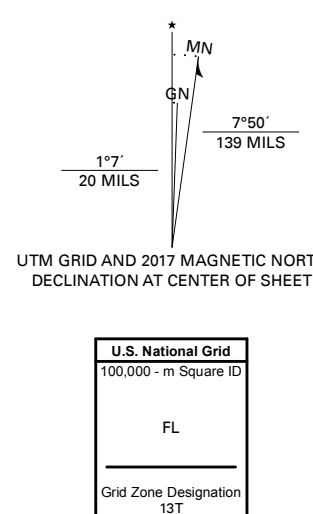 ★
MN
GN
7°50´
139 MILS
1°7´
20 MILS
UTM GRID AND 2017 MAGNETIC NORT
DECLINATION AT CENTER OF SHEET
U.S. National Grid
100,000 - m Square ID
FL
Grid Zone Designation
13T